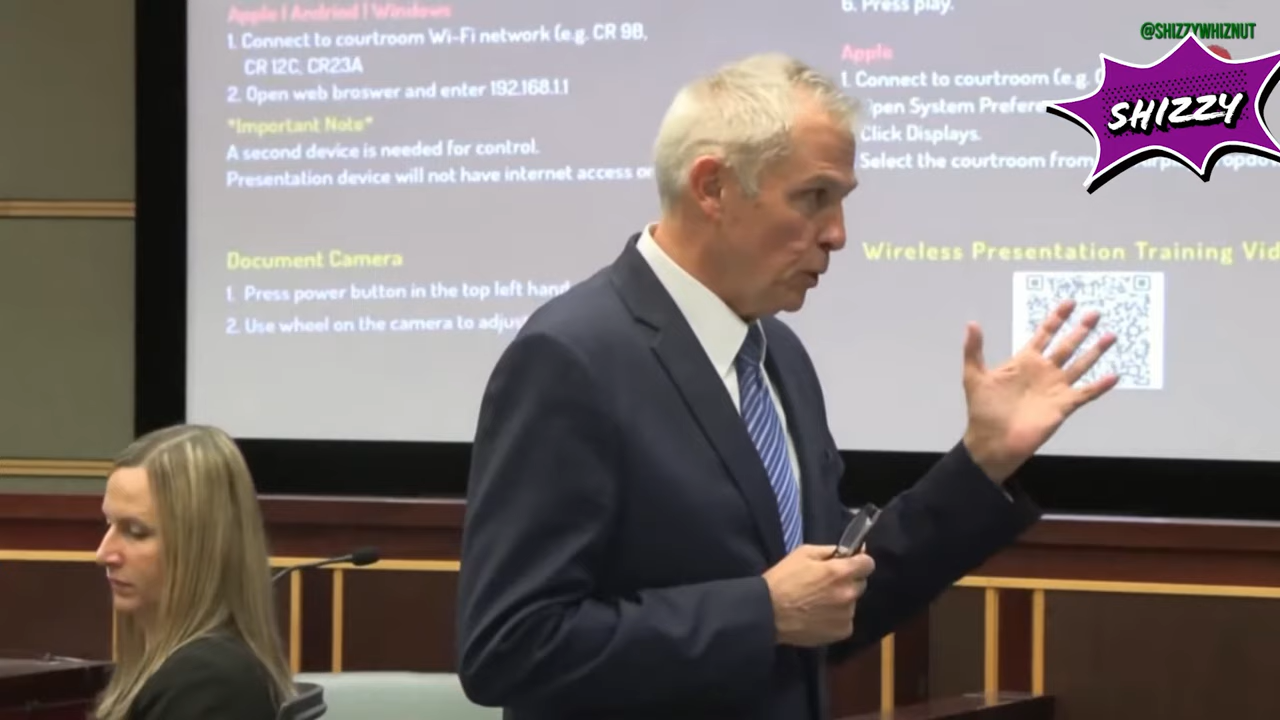 Apple | Andriod | Windows
1. Connect to courtroom Wi-Fi network (e.g. CR 9B,
CR 12C, CR23A
2. Open web broswer and enter 192.168.1.1
*Important Note*
A second device is needed for control.
Presentation device will not have internet access or
Document Camera
1. Press power button in the top left hand
2. Use wheel on the camera to adjust
6. Press play.
Apple
1. Connect to courtroom (e.g.
Open System
Click Displays.
Select the courtroom from
Wireless Presentation Training Vid
@SHIZZYWHIZNUT
SHIZZY